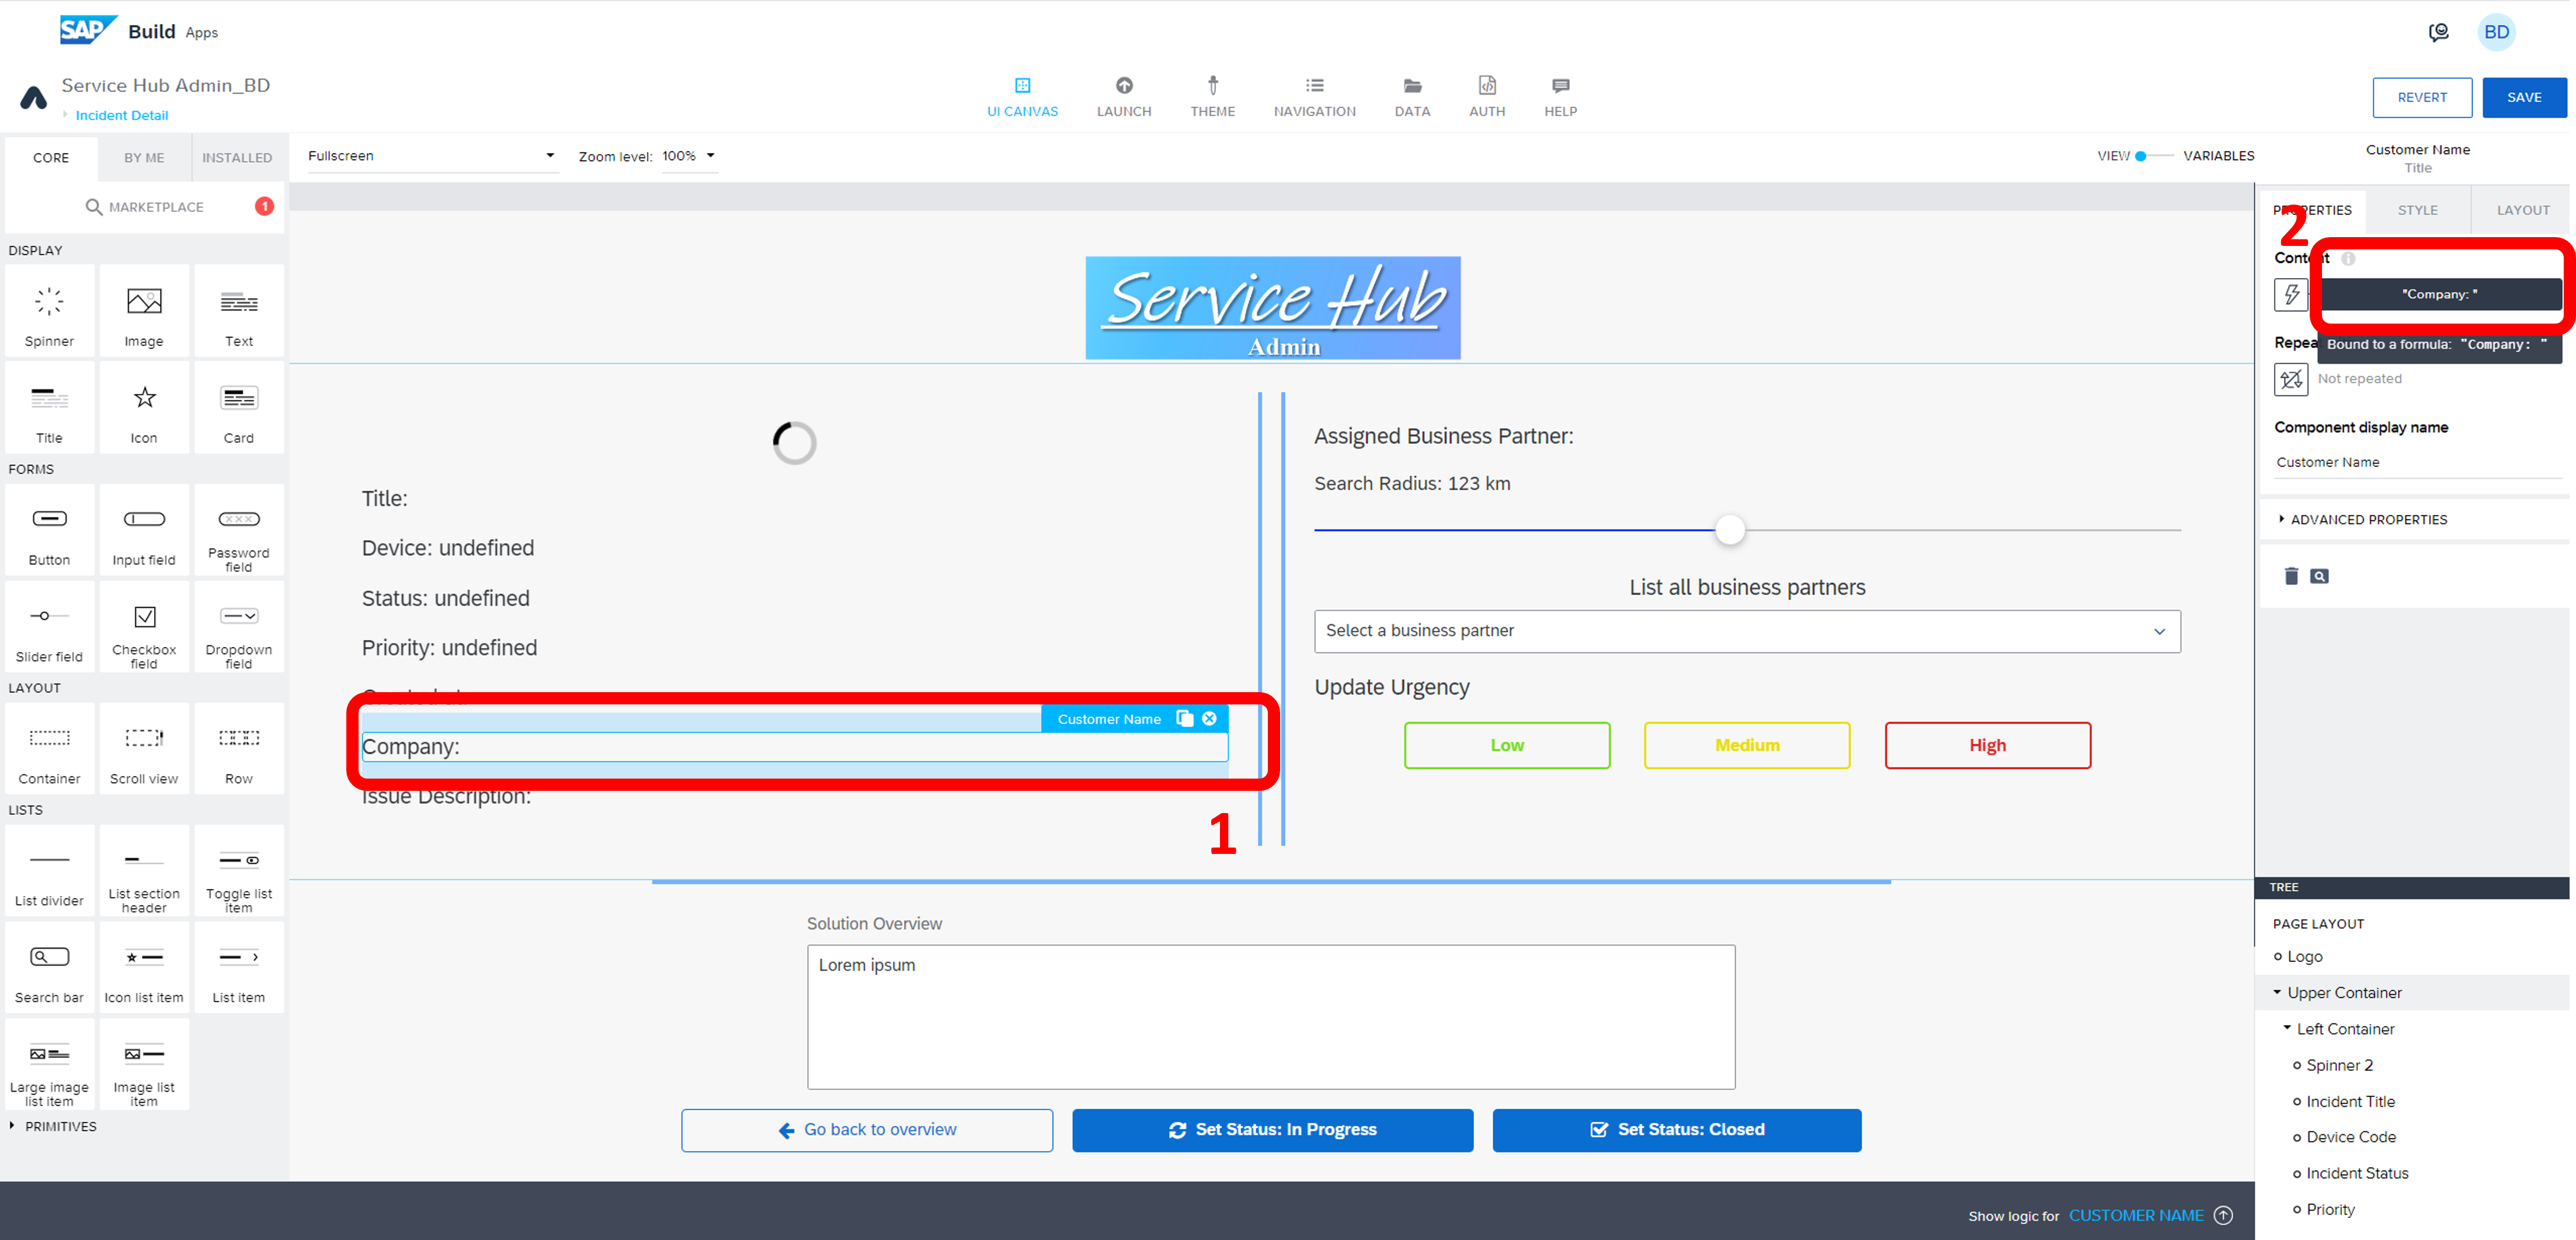 SAP Build Apps
BD
Service Hub Admin_BD
Incident Detail
UI CANVAS
LAUNCH
THEME
NAVIGATION
DATA
AUTH
HELP
REVERT
SAVE
CORE
BY ME
INSTALLED
Fullscreen
Zoom level: 100%
VIEW
VARIABLES
Customer Name
Title
MARKETPLACE
1
PROPERTIES
STYLE
LAYOUT
2
DISPLAY
Spinner
Image
Text
Title
Icon
Card
FORMS
Button
Input field
Password
field
Slider field
Checkbox
field
Dropdown
field
LAYOUT
Container
Scroll view
Row
LISTS
List divider
List section
header
Toggle list
item
Search bar
Icon list item
List item
Large image
list item
Image list
item
PRIMITIVES
Service Hub
Admin
Title:
Device: undefined
Status: undefined
Priority: undefined
Customer Name
Company:
Issue Description:
1
Assigned Business Partner:
Search Radius: 123 km
List all business partners
Select a business partner
Update Urgency
Low
Medium
High
Solution Overview
Lorem ipsum
Go back to overview
Set Status: In Progress
Set Status: Closed
Show logic for CUSTOMER NAME
Content
"Company: "
Bound to a formula: "Company: "
Not repeated
Component display name
Customer Name
ADVANCED PROPERTIES
TREE
PAGE LAYOUT
Logo
Upper Container
Left Container
Spinner 2
Incident Title
Device Code
Incident Status
Priority